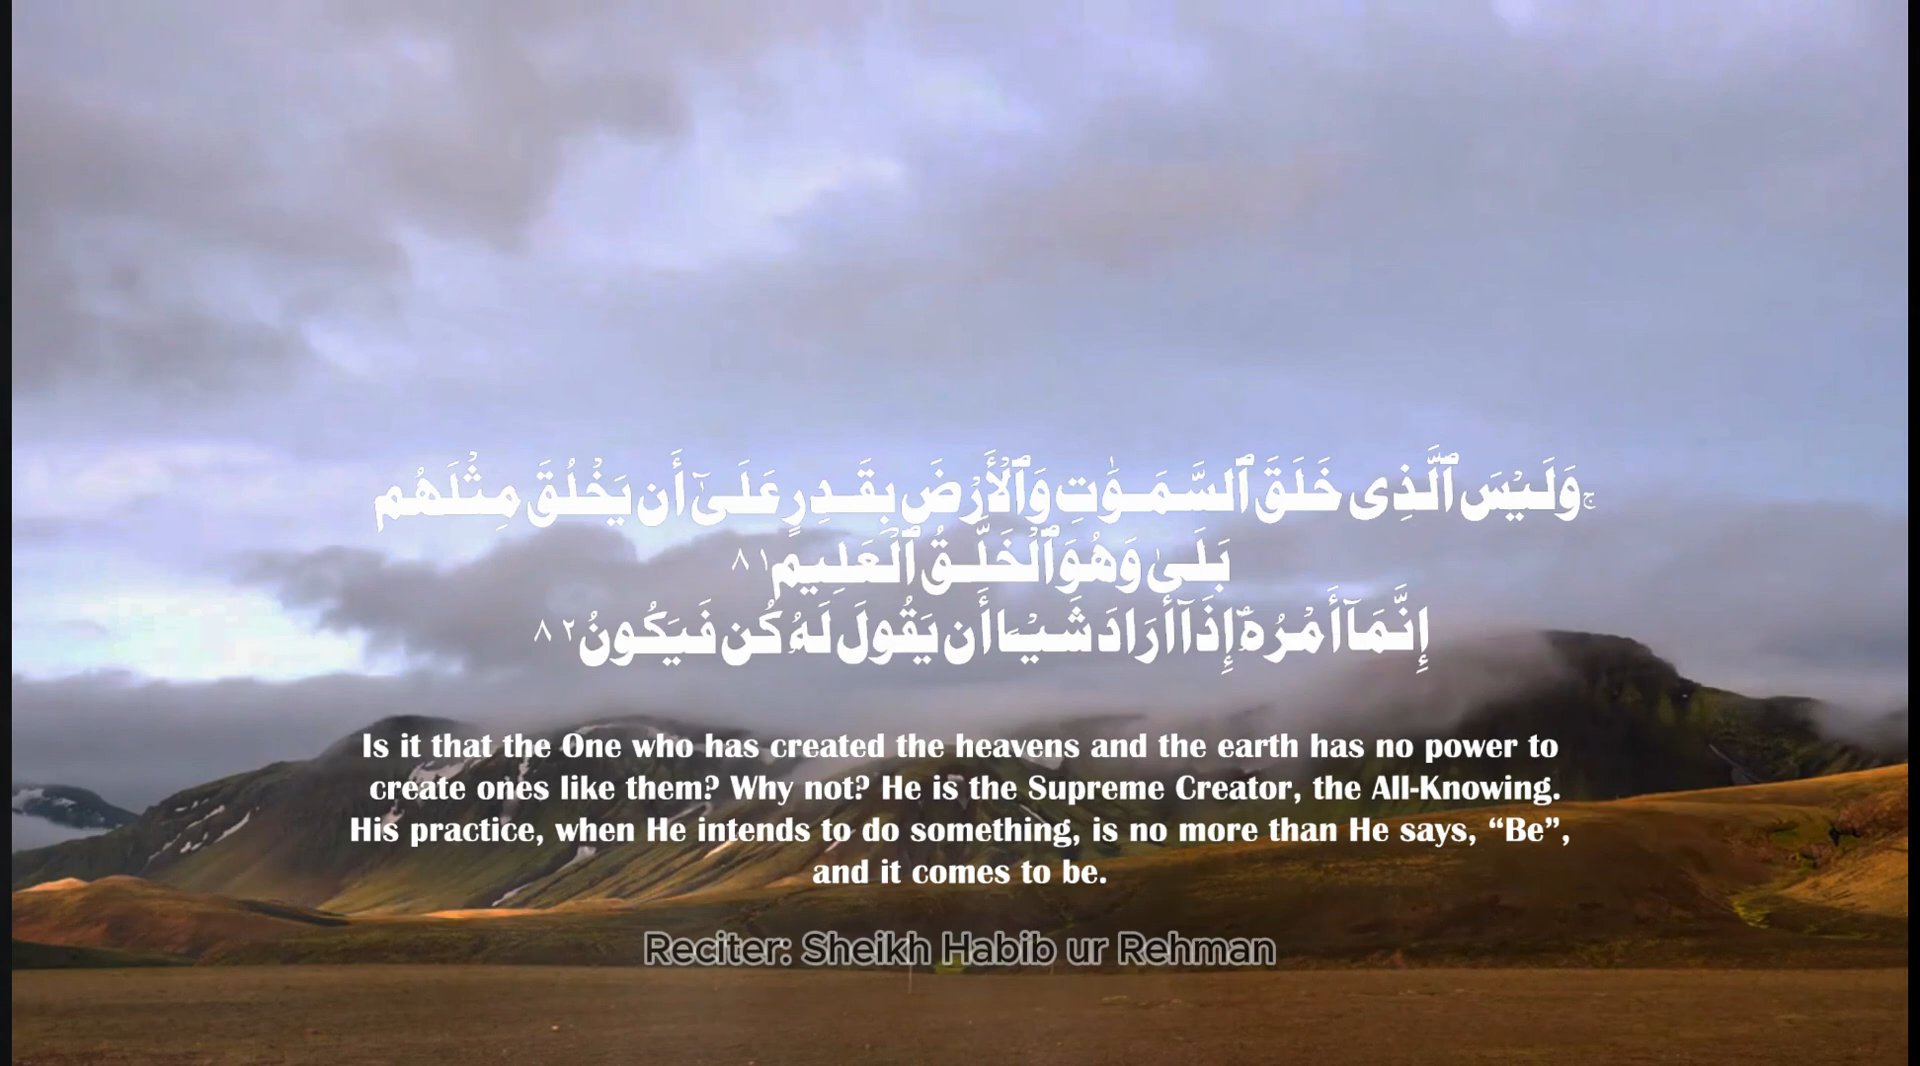 ۚ وَلَيْسَ ٱلَّذِى خَلَقَ ٱلسَّمَـوَٰتِ وَٱلْأَرْضَ بِقَـدِرٍ عَلَىٰٓ أَن يَخْلُقَ مِثْلَهُم
بَلَىٰ وَهُوَ ٱلْخَلَّـقُ ٱلْعَلِيمُ ٨١
إِنَّمَآ أَمْرُهُۥٓ إِذَآ أَرَادَ شَيْـًٔا أَن يَقُولَ لَهُۥ كُن فَيَكُونُ ٨٢
Is it that the One who has created the heavens and the earth has no power to
create ones like them? Why not? He is the Supreme Creator, the All-Knowing.
His practice, when He intends to do something, is no more than He says, “Be”,
and it comes to be.
Reciter: Sheikh Habib ur Rehman